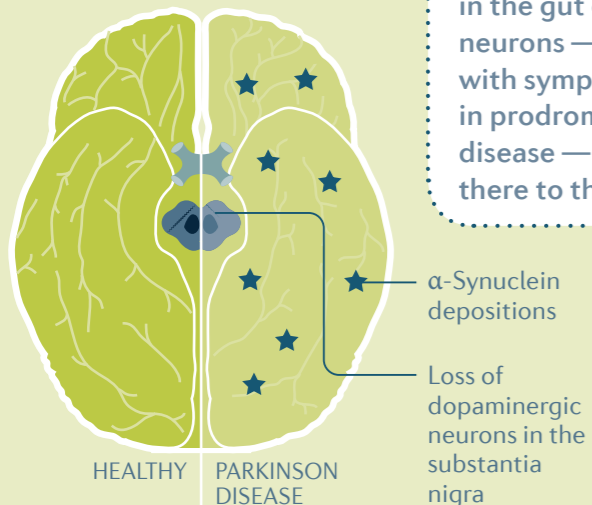 in the gut
neurons —
with symp
in prodrom
disease —
there to th
α-Synuclein
depositions
Loss of
dopaminergic
neurons in the
substantia
nigra
HEALTHY
PARKINSON
DISEASE